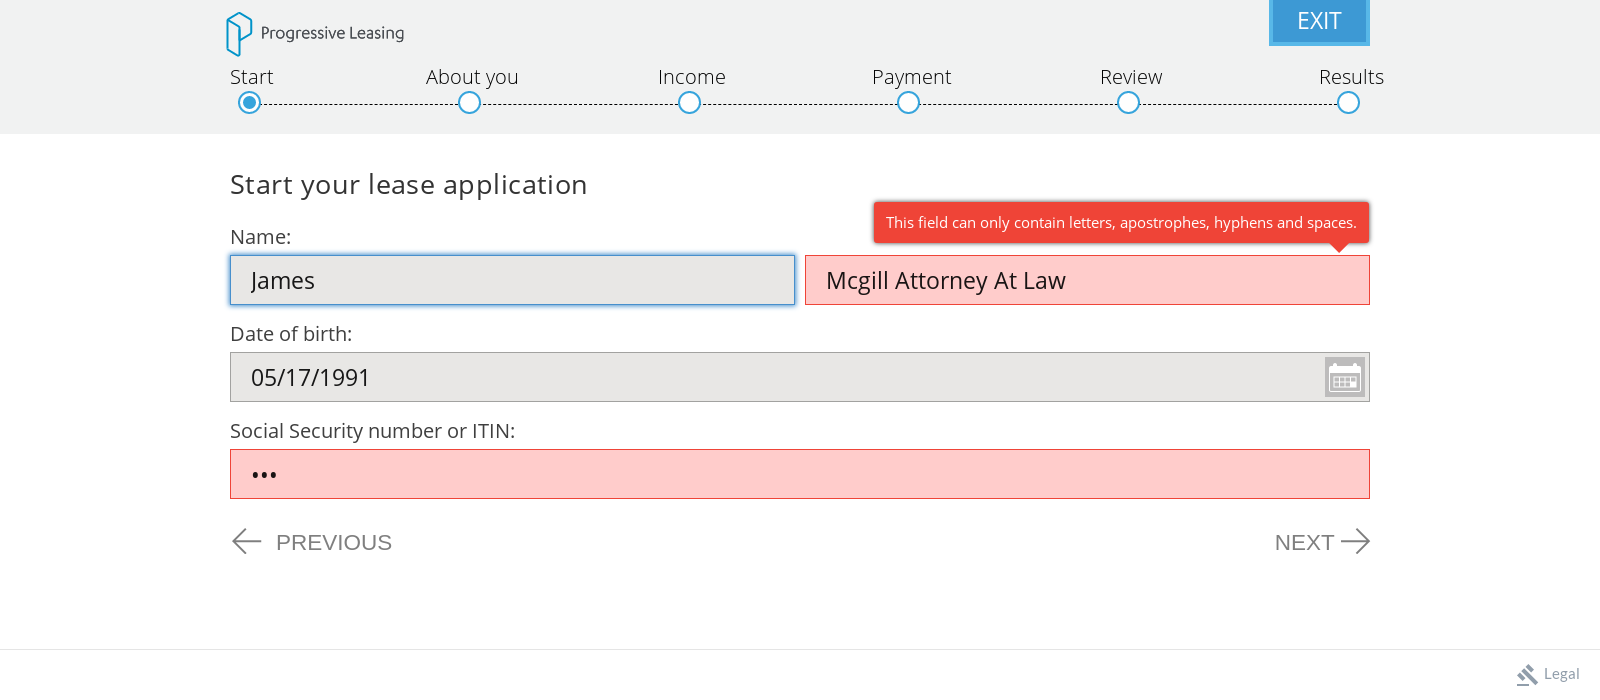 Progressive Leasing
EXIT
Start
About you
Income
Payment
Review
Results
Start your lease application
This field can only contain letters, apostrophes, hyphens and spaces.
Name:
James
Mcgill Attorney At Law
Date of birth:
05/17/1991
Social Security number or ITIN:
•••
PREVIOUS
NEXT
Legal